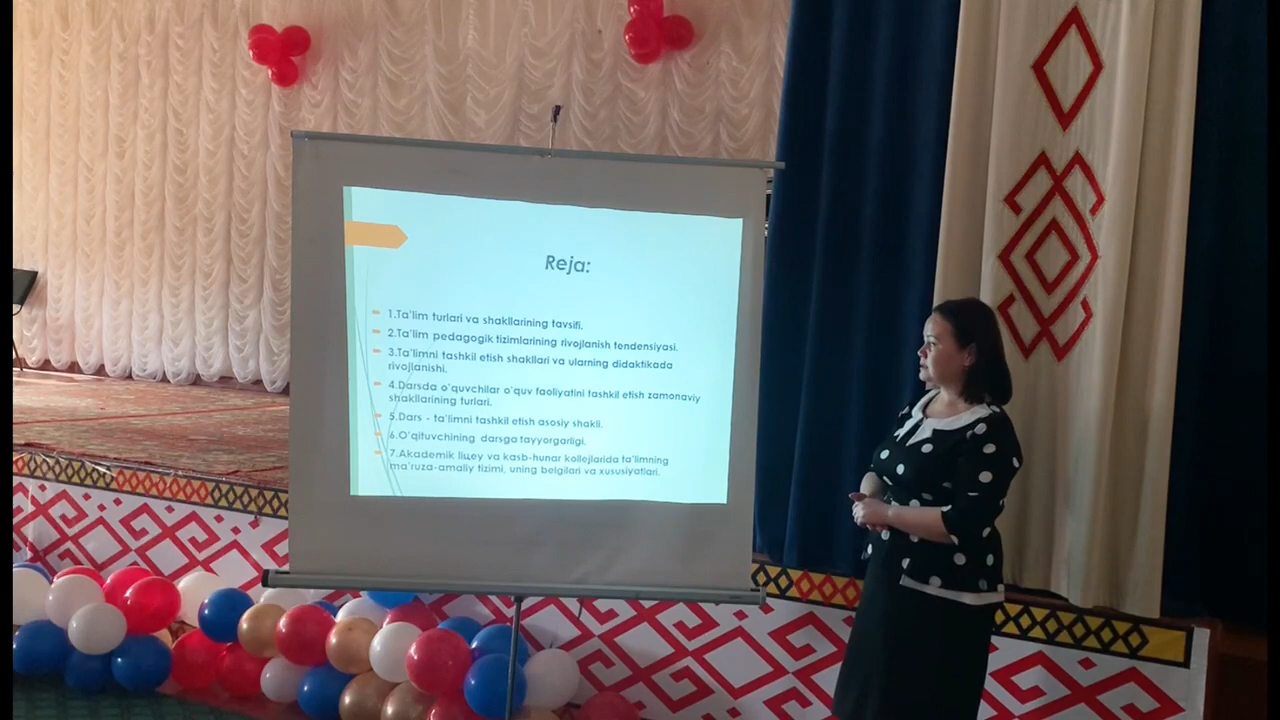 Reja:
1.Ta'lim turlari va shakllarining tavsifi.
2.Ta'lim pedagogik tizimlarining rivojlanish tendensiyasi.
3.Ta'limni tashkil etish shakllari va ularning didaktikada
rivojlanishi.
4.Darsda o'quvchilar o'quv faoliyatini tashkil etish zamonaviy
shakllarining turlari.
5.Dars - ta'limni tashkil etish asosiy shakli.
6.O'qituvchining darsga tayyorgarligi.
7.Akademik liцey va kasb-hunar kollejlarida ta'limning
ma'ruza-amaliy tizimi, uning belgilari va xususiyatlari.